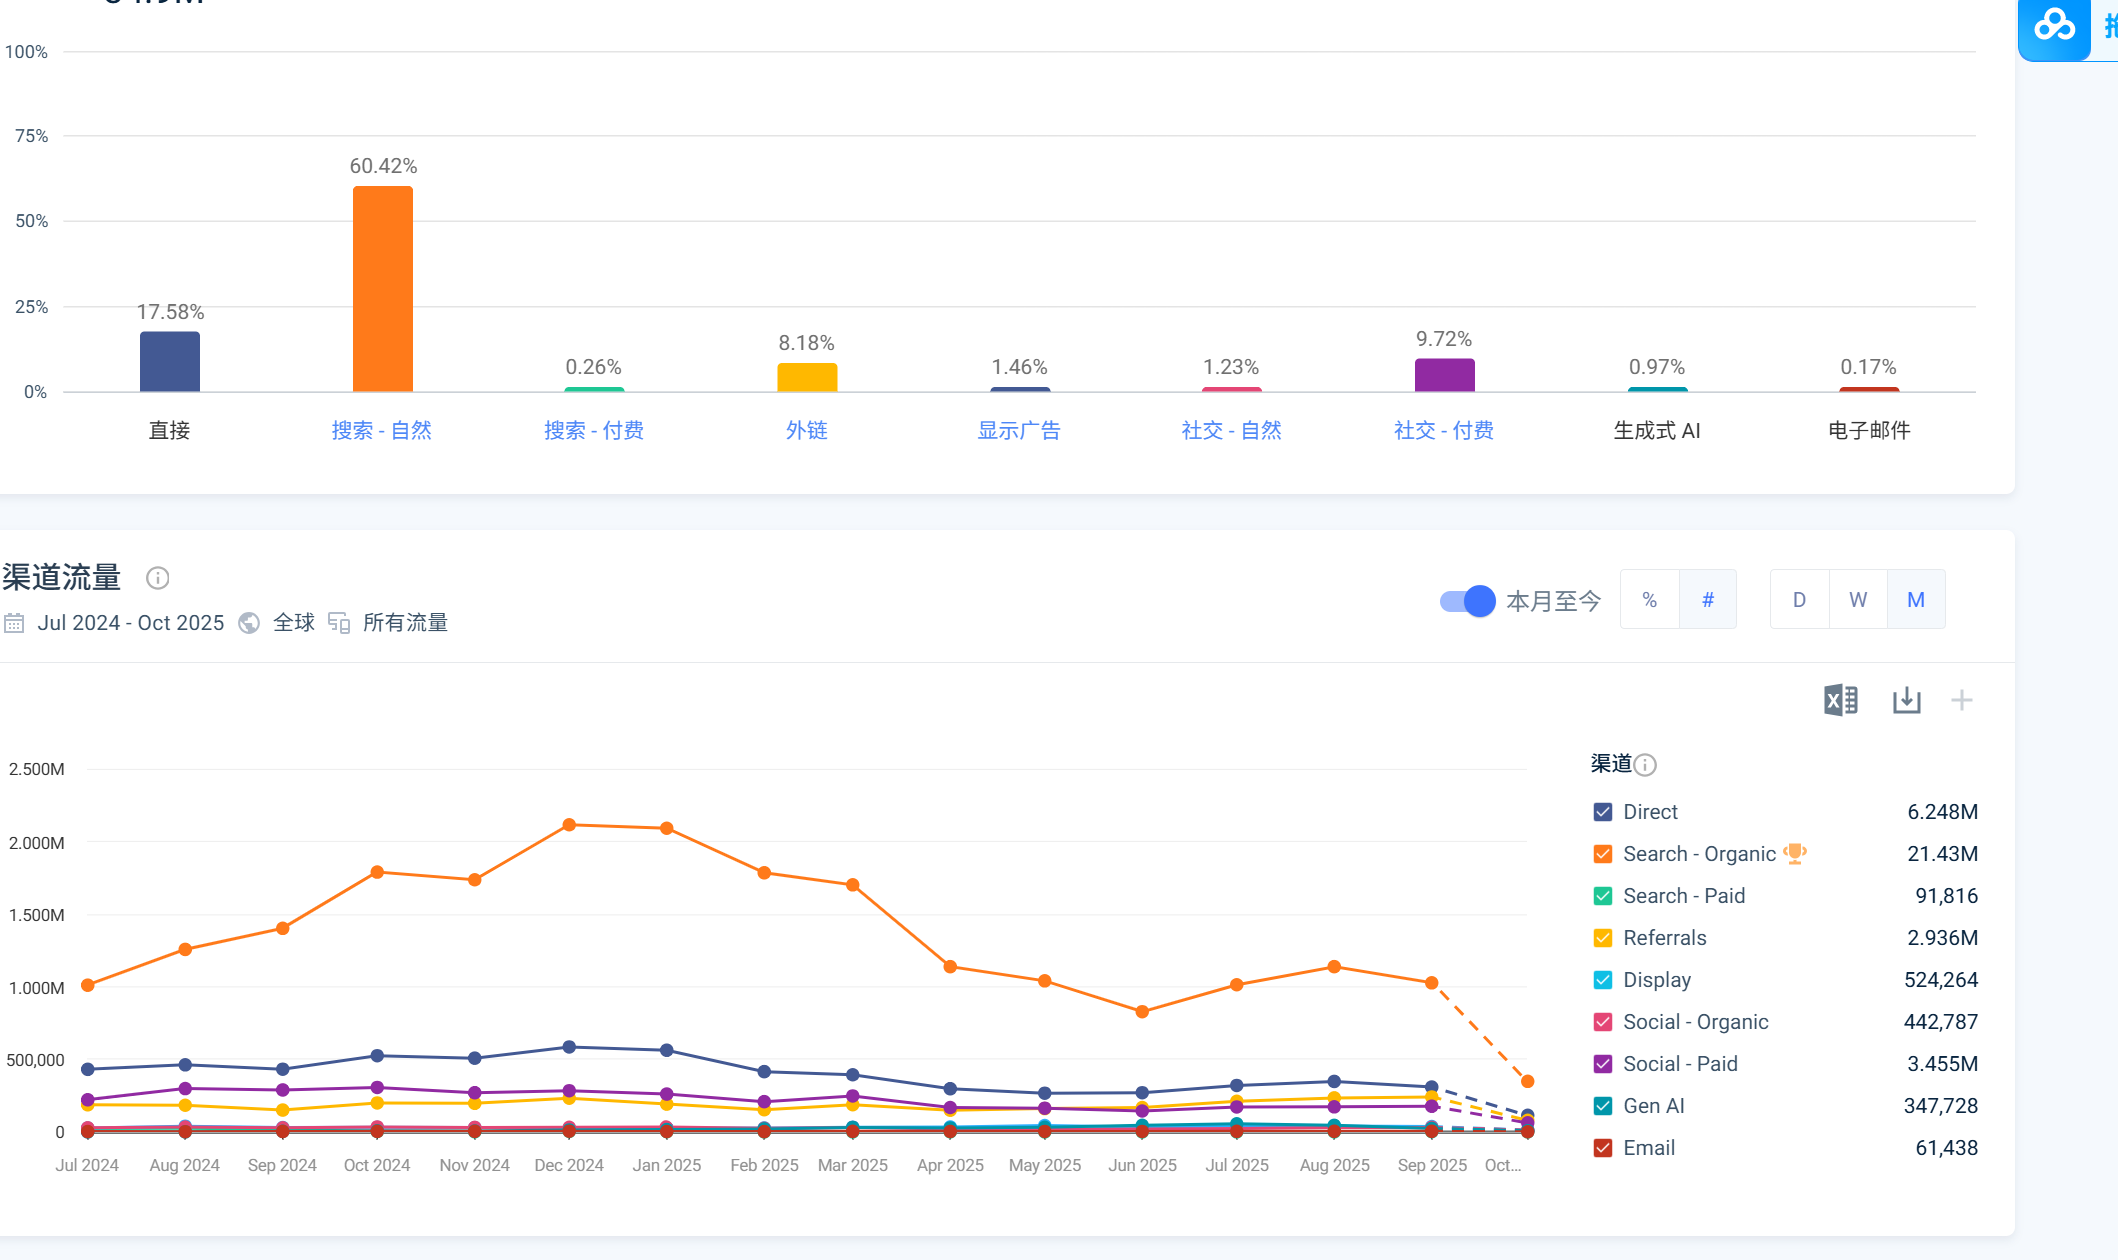 100%
75%
50%
25%
0%
17.58%
60.42%
0.26%
8.18%
1.46%
1.23%
9.72%
0.97%
0.17%
直接
搜索 - 自然
搜索 - 付费
外链
显示广告
社交 - 自然
社交 - 付费
生成式 AI
电子邮件
渠道流量
Jul 2024 - Oct 2025 全球 所有流量
本月至今 % # D W M
2.500M
2.000M
1.500M
1.000M
500,000
0
Jul 2024
Aug 2024
Sep 2024
Oct 2024
Nov 2024
Dec 2024
Jan 2025
Feb 2025
Mar 2025
Apr 2025
May 2025
Jun 2025
Jul 2025
Aug 2025
Sep 2025
Oct...
渠道
Direct 6.248M
Search - Organic 21.43M
Search - Paid 91,816
Referrals 2.936M
Display 524,264
Social - Organic 442,787
Social - Paid 3.455M
Gen AI 347,728
Email 61,438